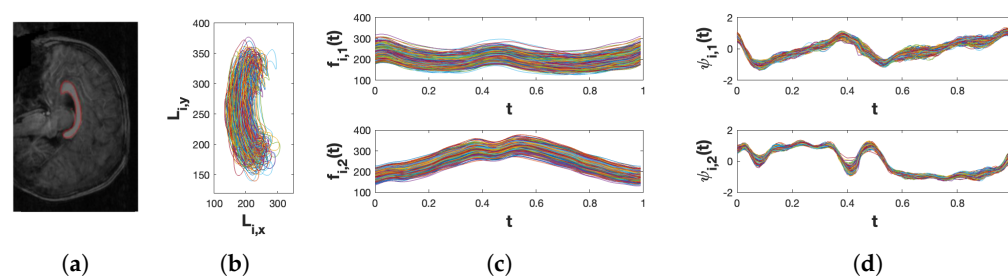 400
350
300
250
200
150
100 200 300
L_{i,y}
L_{i,x}
f_{i,1}(t)
400
300
200
100
0 0.2 0.4 0.6 0.8 1
t
f_{i,2}(t)
400
300
200
100
0 0.2 0.4 0.6 0.8 1
t
ψ_{i,1}(t)
2
0
-2
0 0.2 0.4 0.6 0.8
t
ψ_{i,2}(t)
2
0
-2
0 0.2 0.4 0.6 0.8
t
(a) (b) (c) (d)